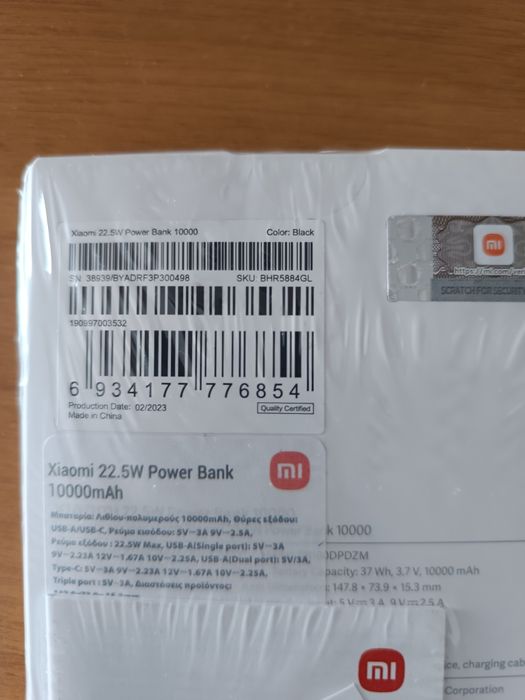 Xiaomi 22.5W Power Bank 10000 Color: Black
SN: 38939/BYADRF3P300498 SKU: BHR5884GL
190997003532
6 934177 776854
Production Date: 02/2023 Quality Certified
Made in China
mi
https://mi.com/
SCRATCH FOR SECURITY
Xiaomi 22.5W Power Bank mi
10000mAh
Μπαταρία: Λιθίου-πολυμερούς 10000mAh, Θύρες εξόδου:
USB-A/USB-C, Ρεύμα εισόδου: 5V⎓3A 9V⎓2.5A,
Ρεύμα εξόδου : 22.5W Max, USB-A(Single port): 5V⎓3A
9V⎓2.23A 12V⎓1.67A 10V⎓2.25A, USB-A(Dual port): 5V/3A,
Type-C: 5V⎓3A 9V⎓2.23A 12V⎓1.67A 10V⎓2.25A,
Triple port : 5V⎓3A, Διαστάσεις προϊόντος:
k 10000
DPDZM
pacity: 37 Wh, 3.7 V, 10000 mAh
147.8 × 73.9 × 15.3 mm
5 V⎓3 A, 9 V⎓2.5 A
ce, charging cab
Corporation
mi